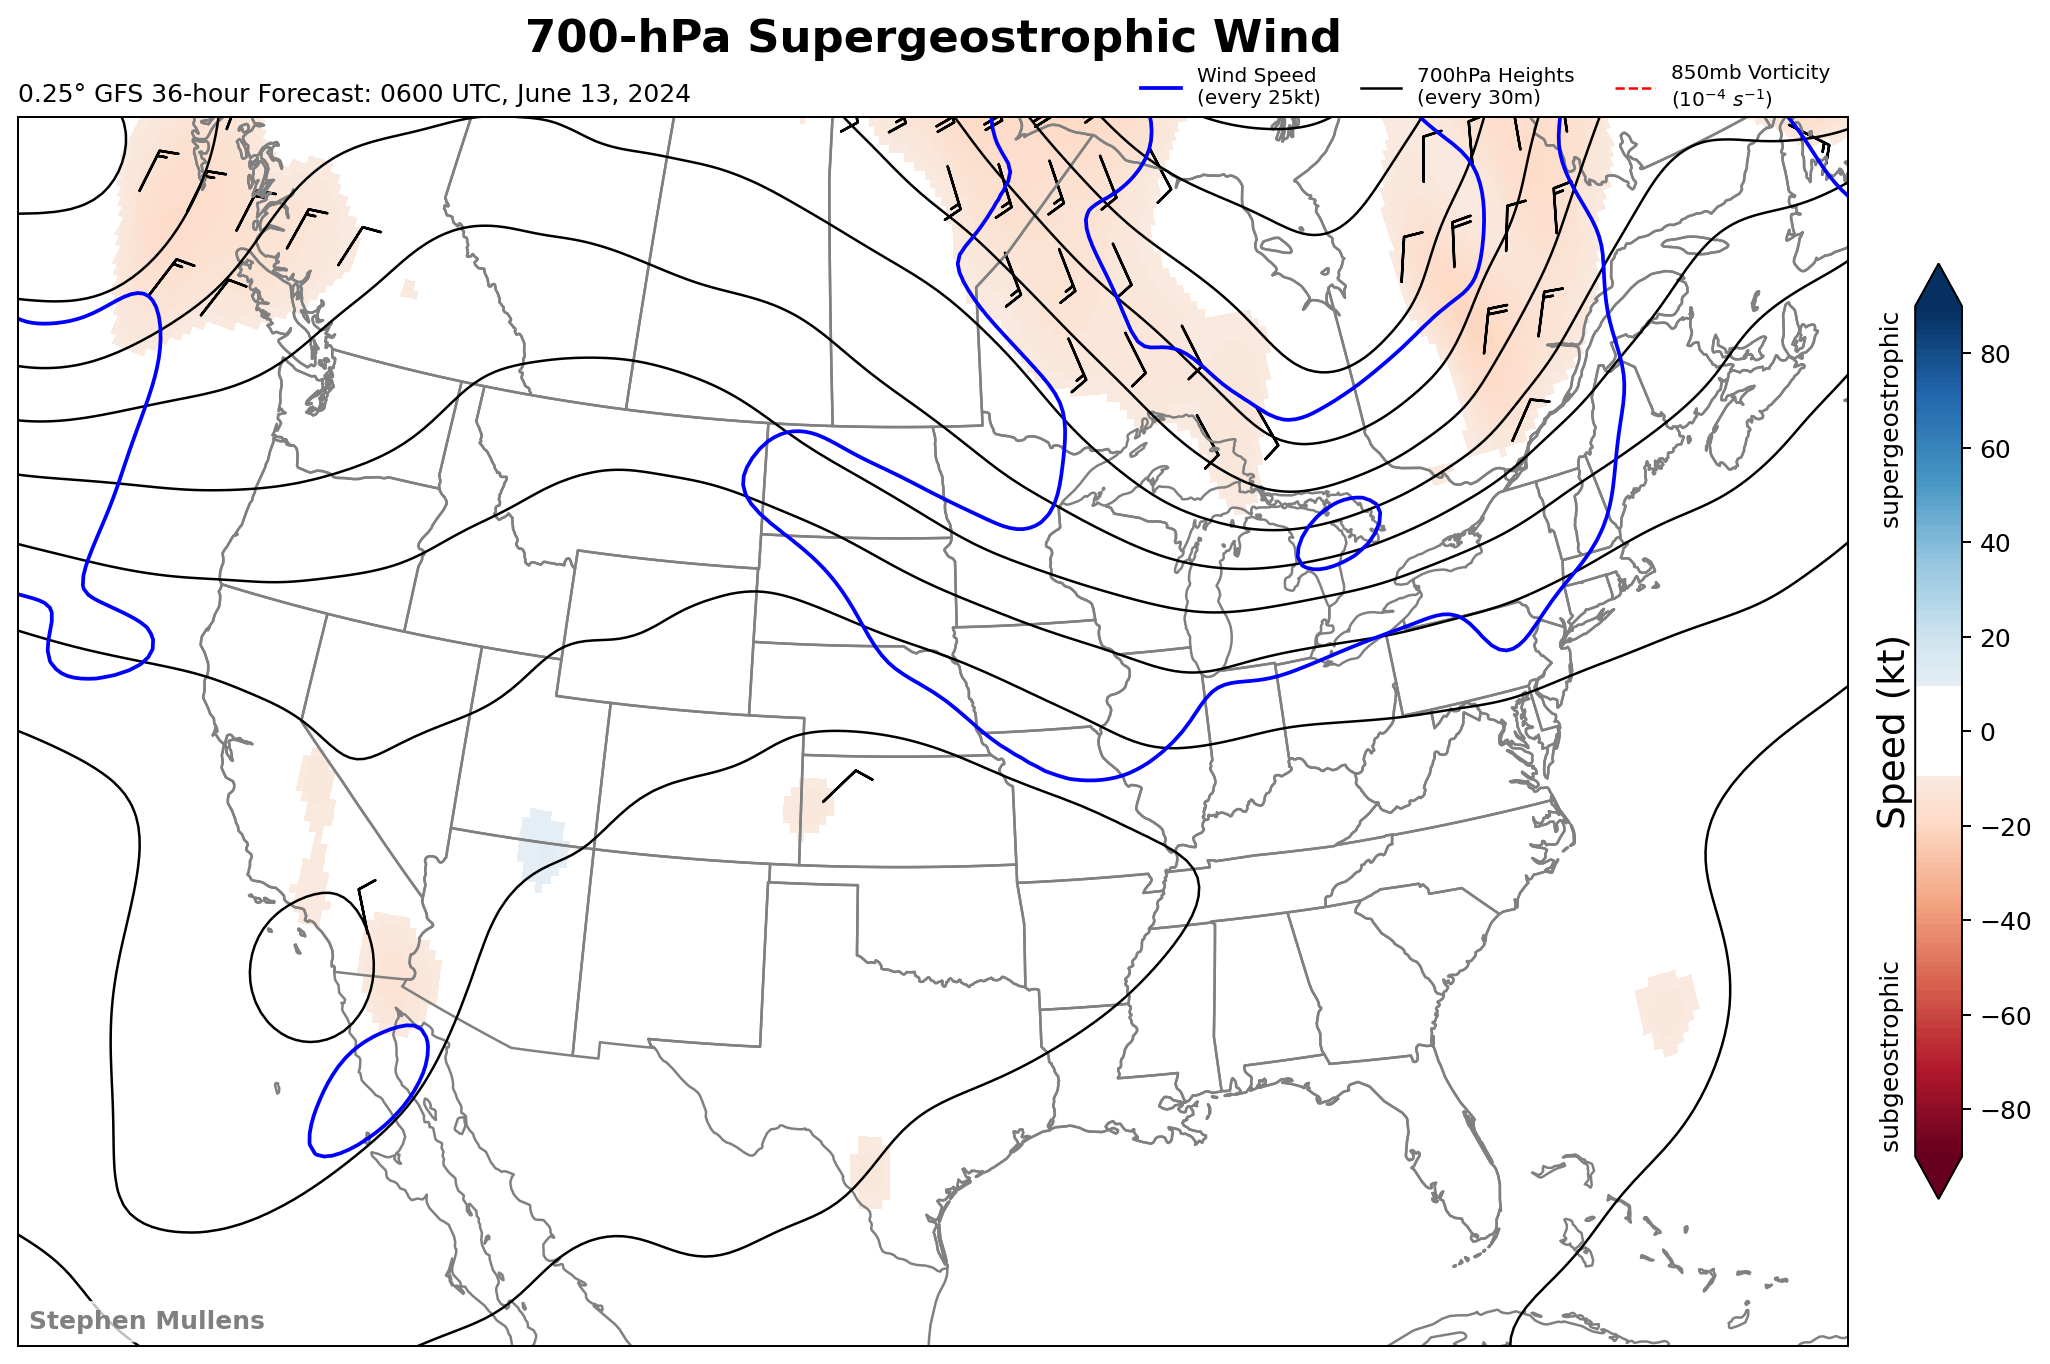 700-hPa Supergeostrophic Wind
0.25° GFS 36-hour Forecast: 0600 UTC, June 13, 2024
Wind Speed
(every 25kt)
700hPa Heights
(every 30m)
850mb Vorticity
(10⁻⁴ s⁻¹)
supergeostrophic
Speed (kt)
subgeostrophic
80
60
40
20
0
−20
−40
−60
−80
Stephen Mullens